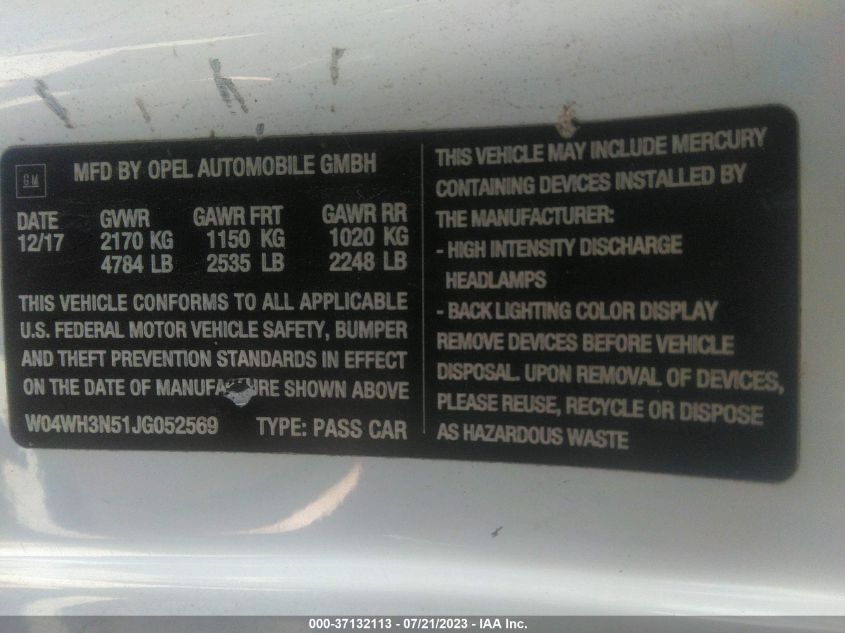 GM
MFD BY OPEL AUTOMOBILE GMBH
DATE GVWR GAWR FRT GAWR RR
12/17 2170 KG 1150 KG 1020 KG
4784 LB 2535 LB 2248 LB
THIS VEHICLE CONFORMS TO ALL APPLICABLE
U.S. FEDERAL MOTOR VEHICLE SAFETY, BUMPER
AND THEFT PREVENTION STANDARDS IN EFFECT
ON THE DATE OF MANUFACTURE SHOWN ABOVE
W04WH3N51JG052569 TYPE: PASS CAR
THIS VEHICLE MAY INCLUDE MERCURY
CONTAINING DEVICES INSTALLED BY
THE MANUFACTURER:
- HIGH INTENSITY DISCHARGE
HEADLAMPS
- BACK LIGHTING COLOR DISPLAY
REMOVE DEVICES BEFORE VEHICLE
DISPOSAL. UPON REMOVAL OF DEVICES,
PLEASE REUSE, RECYCLE OR DISPOSE
AS HAZARDOUS WASTE
000-37132113 - 07/21/2023 - IAA Inc.